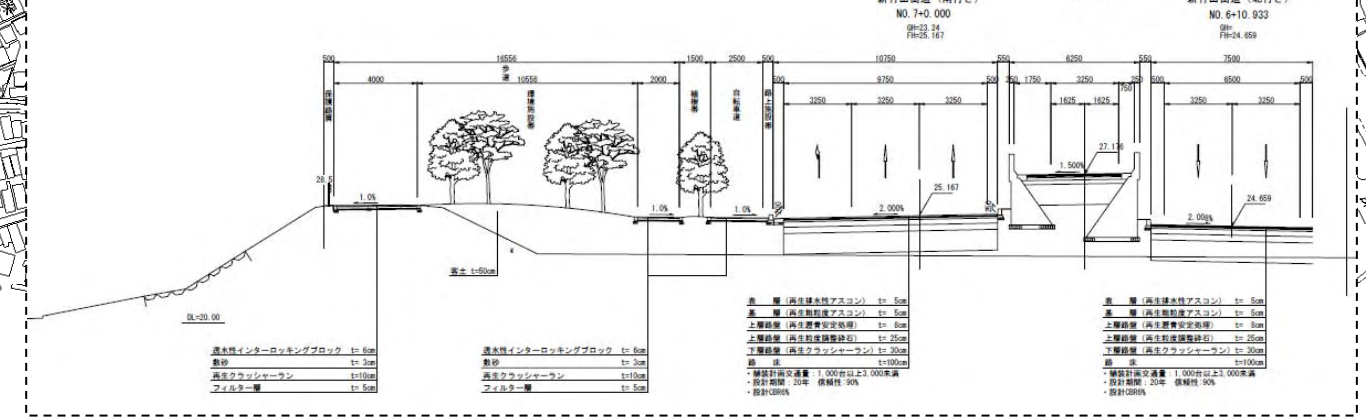 NO.7+0.000
GH=23.24
FH=25.167
NO.6+10.933
GH=
FH=24.659
500
16556
1500
2500
500
10750
550
6250
550
7500
歩道
4000
10556
2000
500
9750
500
250
1750
3250
250
500
6500
500
750
保護路肩
環境施設帯
植樹帯
自転車道
路上施設帯
3250
3250
3250
1625
1625
3250
3250
28.5
1.0%
1.0%
1.0%
2.000%
25.167
1.500%
27.176
24.659
客土 t=50cm
DL=20.00
透水性インターロッキングブロック t= 6cm
敷砂 t= 3cm
再生クラッシャーラン t=10cm
フィルター層 t= 5cm
透水性インターロッキングブロック t= 6cm
敷砂 t= 3cm
再生クラッシャーラン t=10cm
フィルター層 t= 5cm
表 層 (再生排水性アスコン) t= 5cm
基 層 (再生粗粒度アスコン) t= 5cm
上層路盤 (再生瀝青安定処理) t= 8cm
上層路盤 (再生粒度調整砕石) t= 25cm
下層路盤 (再生クラッシャーラン) t= 30cm
路 床 t=100cm
・舗装計画交通量：1,000台以上3,000未満
・設計期間：20年 信頼性:90%
・設計CBR6%
表 層 (再生排水性アスコン) t= 5cm
基 層 (再生粗粒度アスコン) t= 5cm
上層路盤 (再生瀝青安定処理) t= 8cm
上層路盤 (再生粒度調整砕石) t= 25cm
下層路盤 (再生クラッシャーラン) t= 30cm
路 床 t=100cm
・舗装計画交通量：1,000台以上3,000未満
・設計期間：20年 信頼性:90%
・設計CBR6%